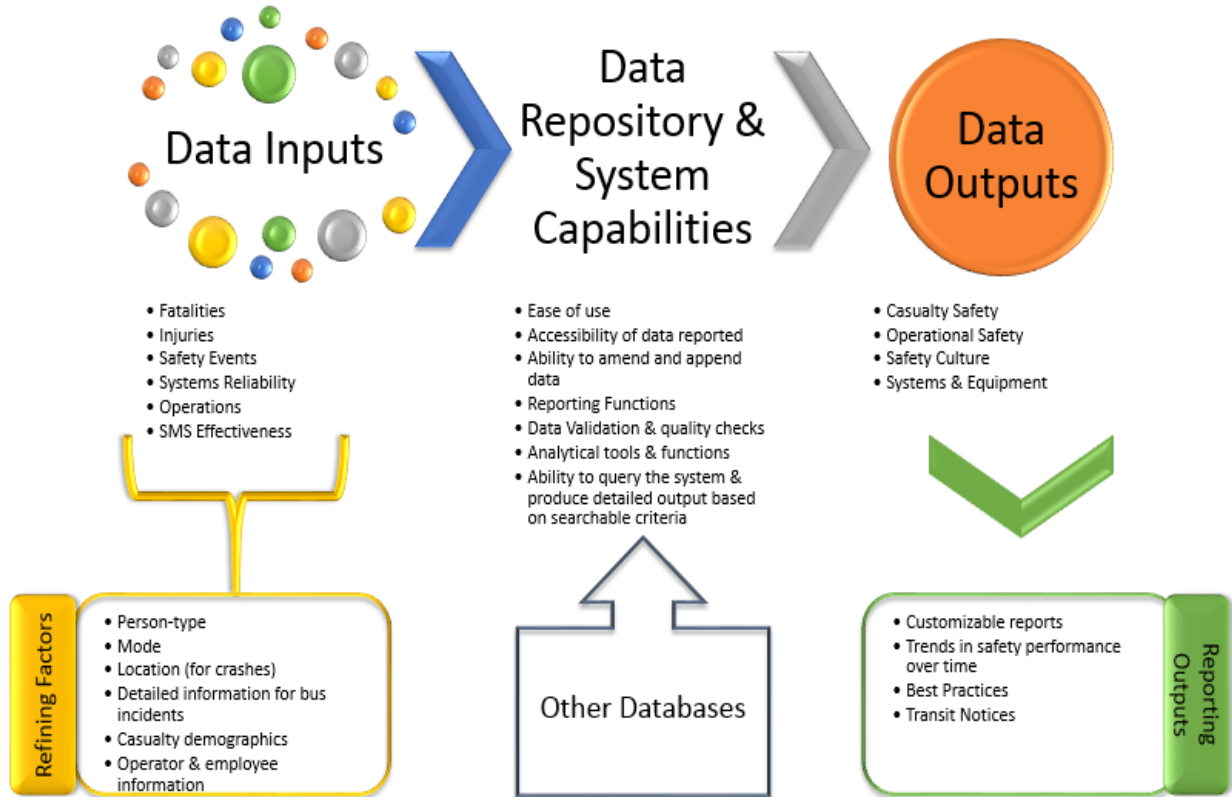 Data Inputs
Data
Repository &
System
Capabilities
Data
Outputs
• Fatalities
• Injuries
• Safety Events
• Systems Reliability
• Operations
• SMS Effectiveness
• Ease of use
• Accessibility of data reported
• Ability to amend and append
data
• Reporting Functions
• Data Validation & quality checks
• Analytical tools & functions
• Ability to query the system &
produce detailed output based
on searchable criteria
• Casualty Safety
• Operational Safety
• Safety Culture
• Systems & Equipment
Refining Factors
• Person-type
• Mode
• Location (for crashes)
• Detailed information for bus
incidents
• Casualty demographics
• Operator & employee
information
Other Databases
• Customizable reports
• Trends in safety performance
over time
• Best Practices
• Transit Notices
Reporting
Outputs